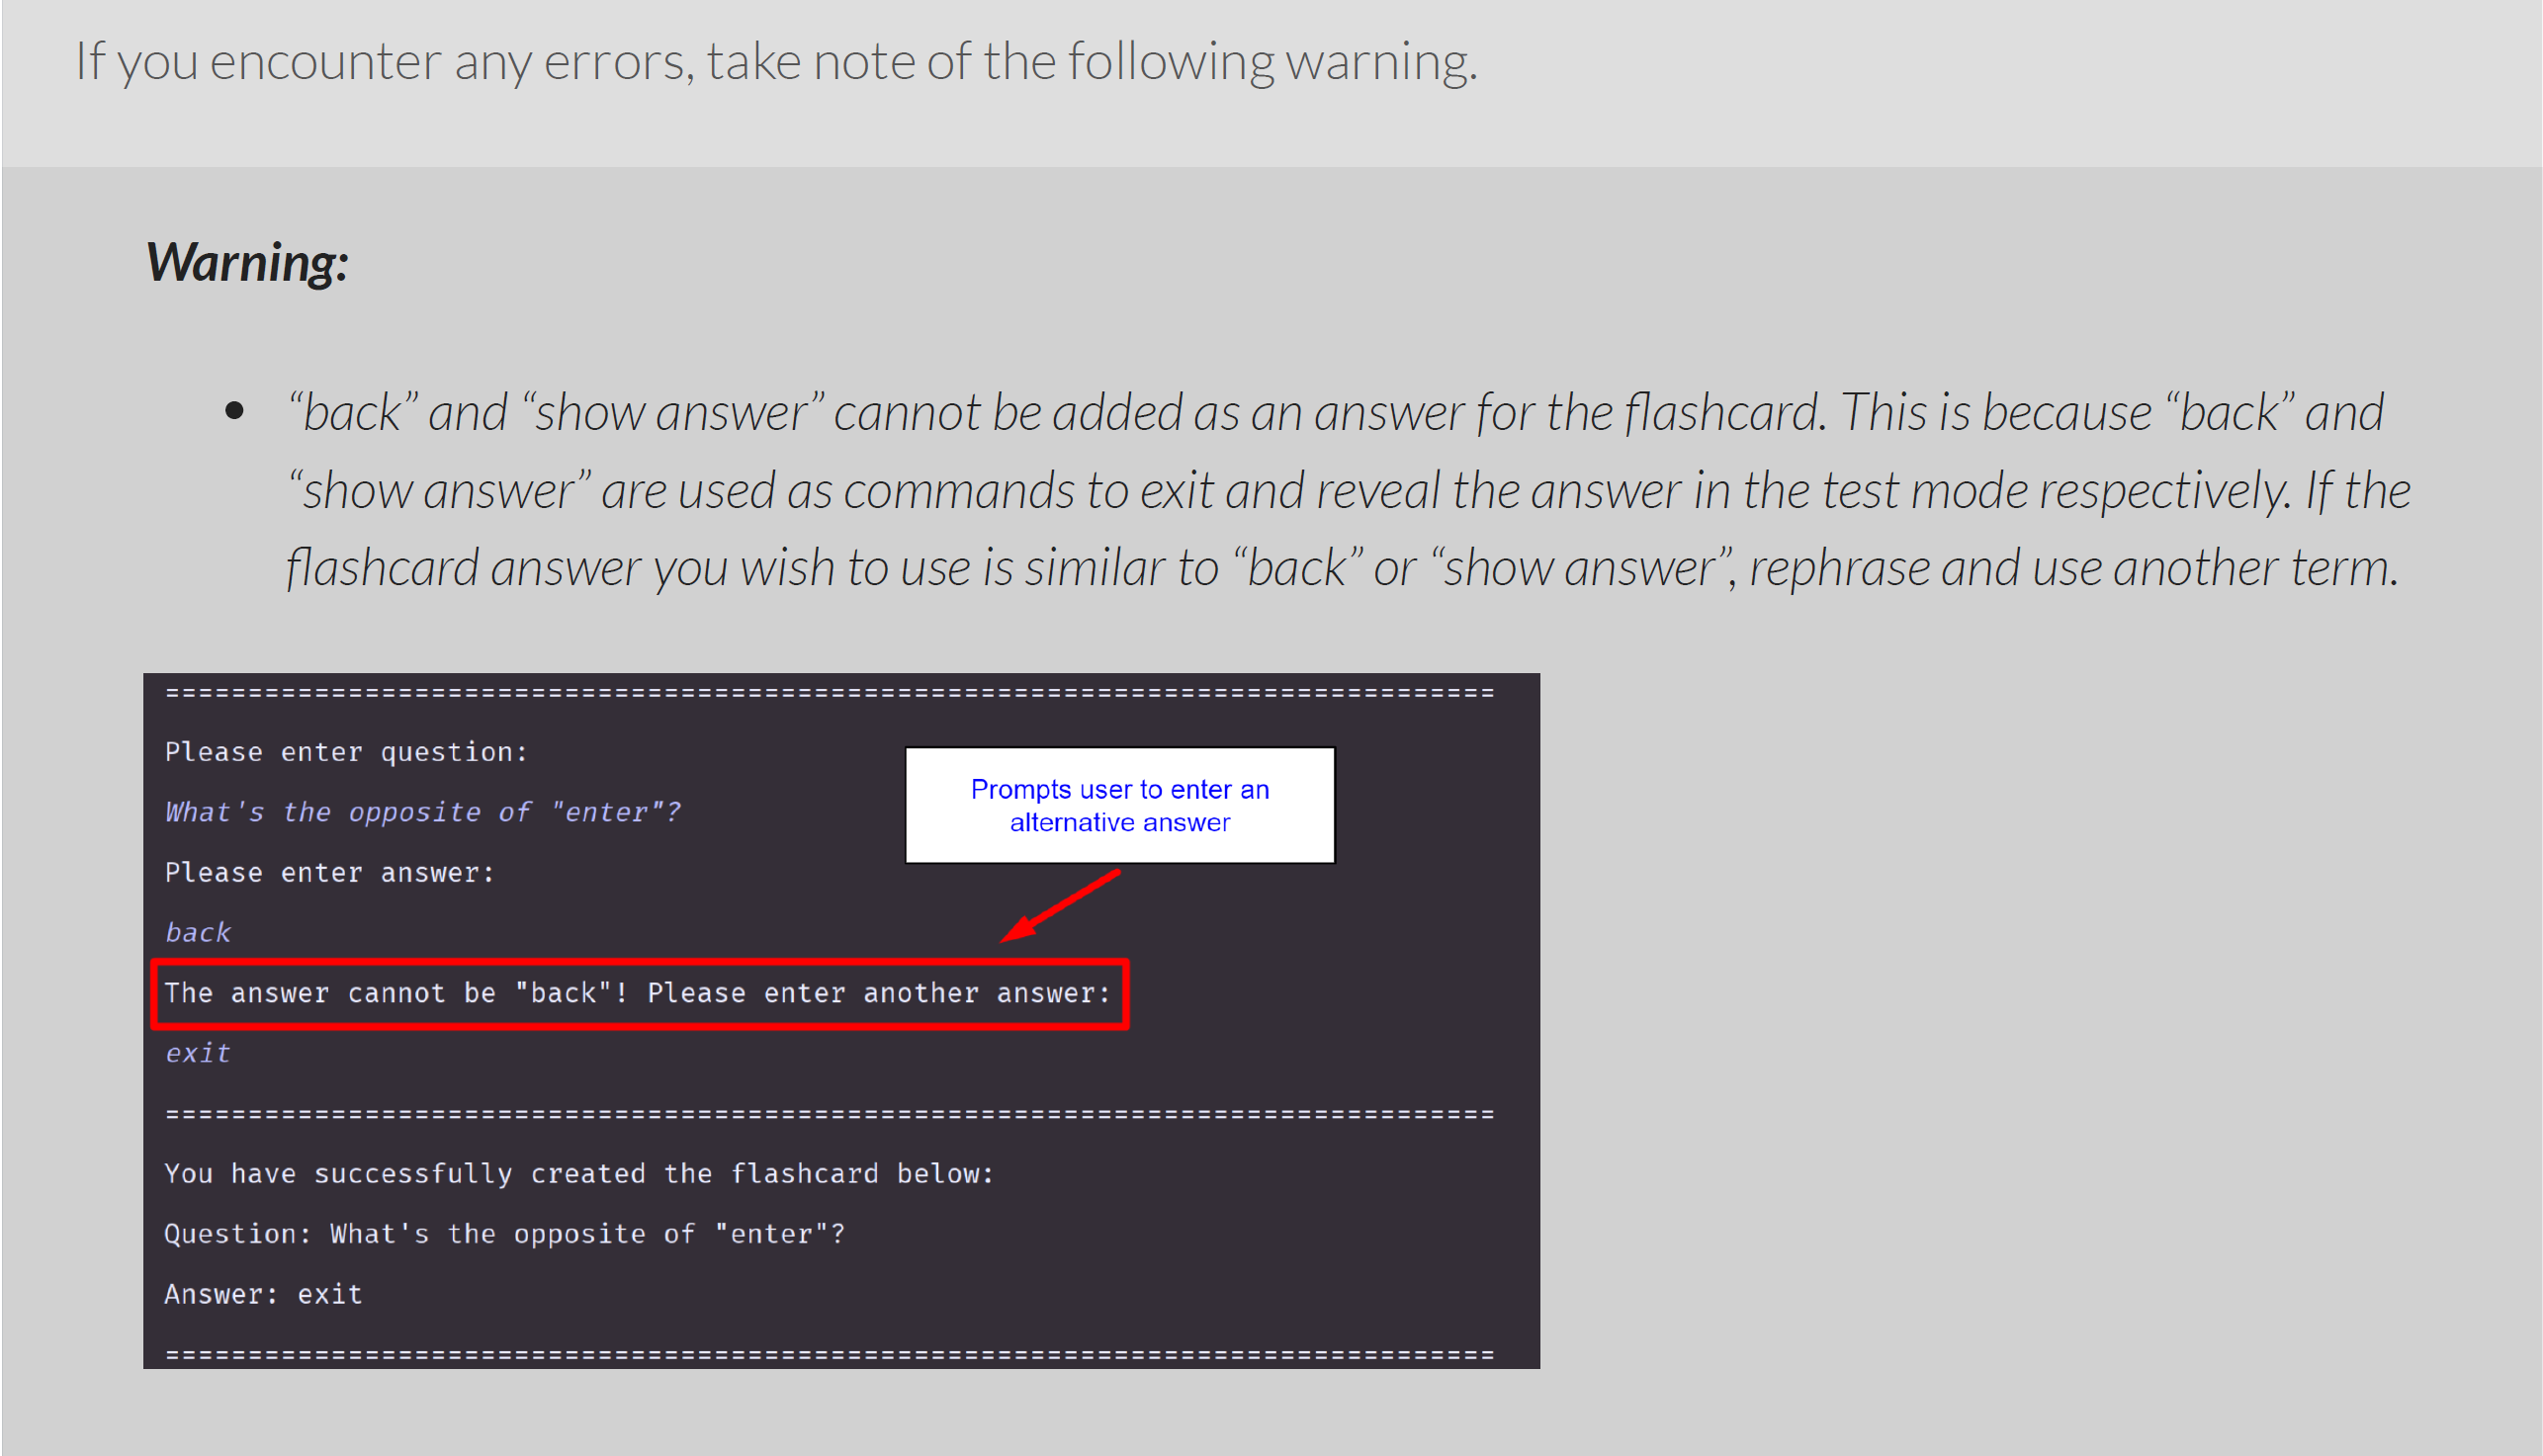 If you encounter any errors, take note of the following warning.
Warning:
• “back” and “show answer” cannot be added as an answer for the flashcard. This is because “back” and
“show answer” are used as commands to exit and reveal the answer in the test mode respectively. If the
flashcard answer you wish to use is similar to “back” or “show answer”, rephrase and use another term.
================================================================================
Please enter question:
What's the opposite of "enter"?
Please enter answer:
back
Prompts user to enter an
alternative answer
The answer cannot be "back"! Please enter another answer:
exit
================================================================================
You have successfully created the flashcard below:
Question: What's the opposite of "enter"?
Answer: exit
================================================================================